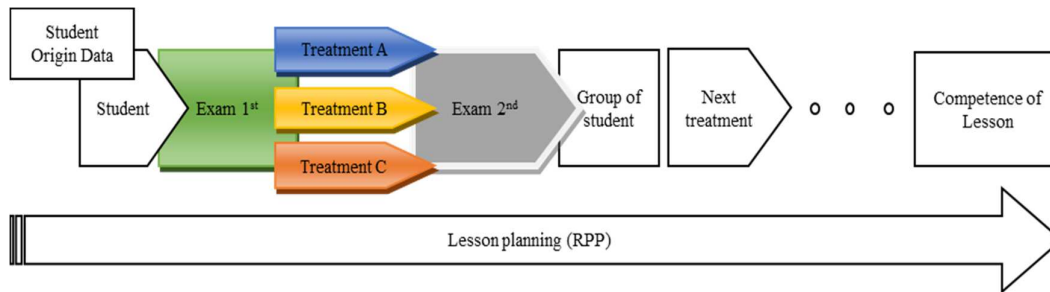 Student
Origin Data
Student
Exam 1st
Treatment A
Treatment B
Treatment C
Exam 2nd
Group of
student
Next
treatment
Competence of
Lesson
Lesson planning (RPP)